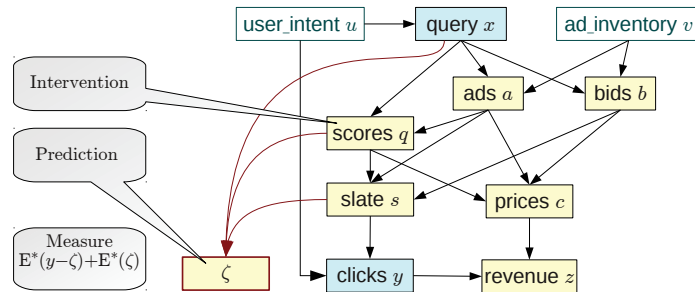 user_intent u
query x
ad_inventory v
Intervention
ads a
bids b
scores q
Prediction
slate s
prices c
Measure
E*(y−ζ)+E*(ζ)
ζ
clicks y
revenue z